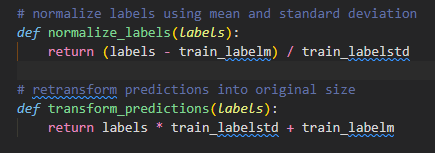 # normalize labels using mean and standard deviation
def normalize_labels(labels):
    return (labels - train_labelm) / train_labelstd
# retransform predictions into original size
def transform_predictions(labels):
    return labels * train_labelstd + train_labelm